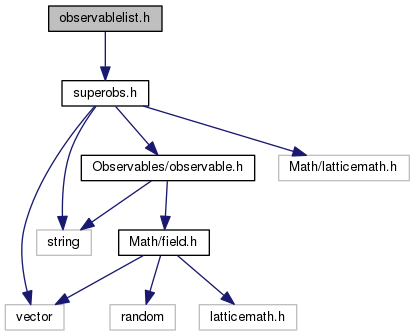 observablelist.h
superobs.h
Observables/observable.h
Math/latticemath.h
string
Math/field.h
vector
random
latticemath.h